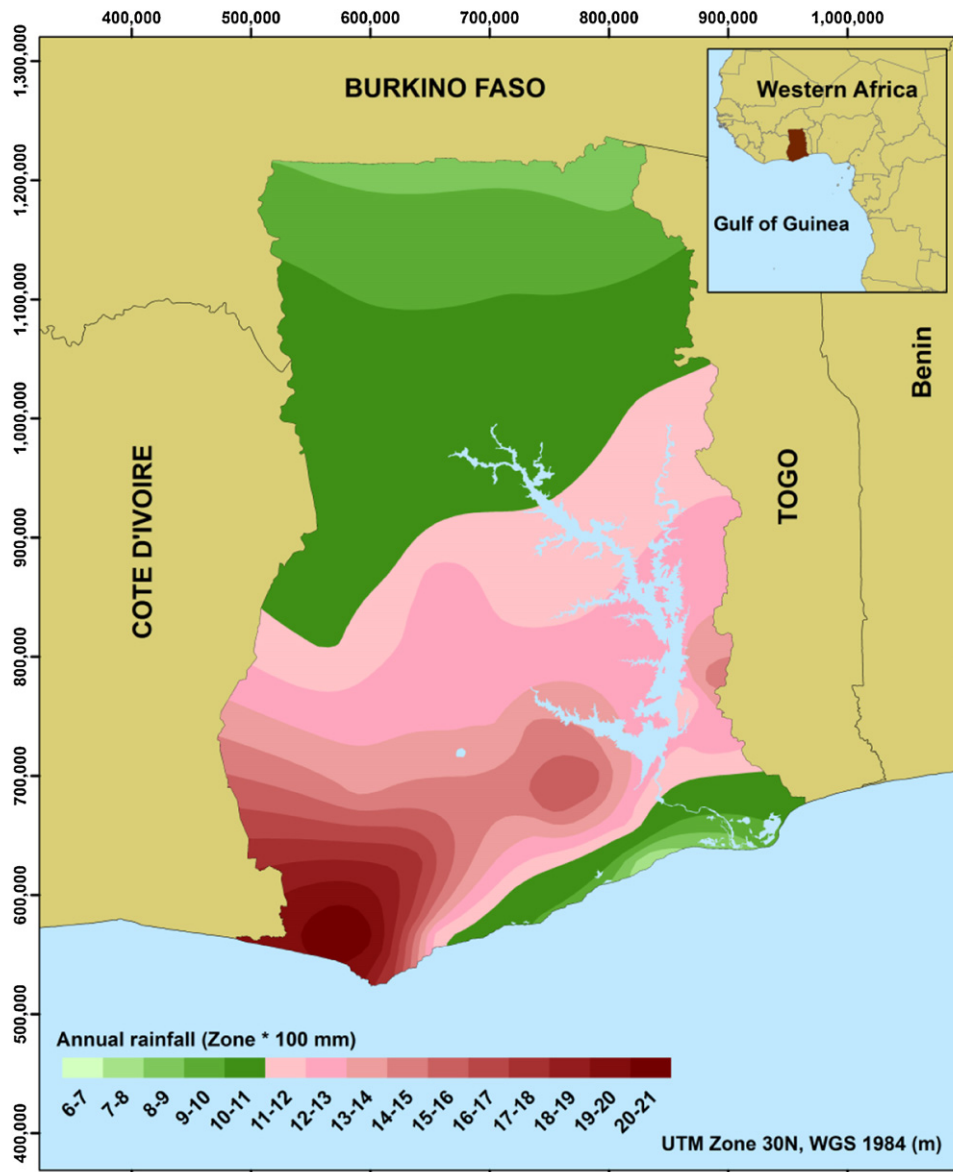 400,000 500,000 600,000 700,000 800,000 900,000 1,000,000
1,300,000
1,200,000
1,100,000
1,000,000
900,000
800,000
700,000
600,000
500,000
400,000
BURKINO FASO
Western Africa
Gulf of Guinea
Benin
TOGO
COTE D'IVOIRE
Annual rainfall (Zone * 100 mm)
6-7 7-8 8-9 9-10 10-11 11-12 12-13 13-14 14-15 15-16 16-17 17-18 18-19 19-20 20-21
UTM Zone 30N, WGS 1984 (m)